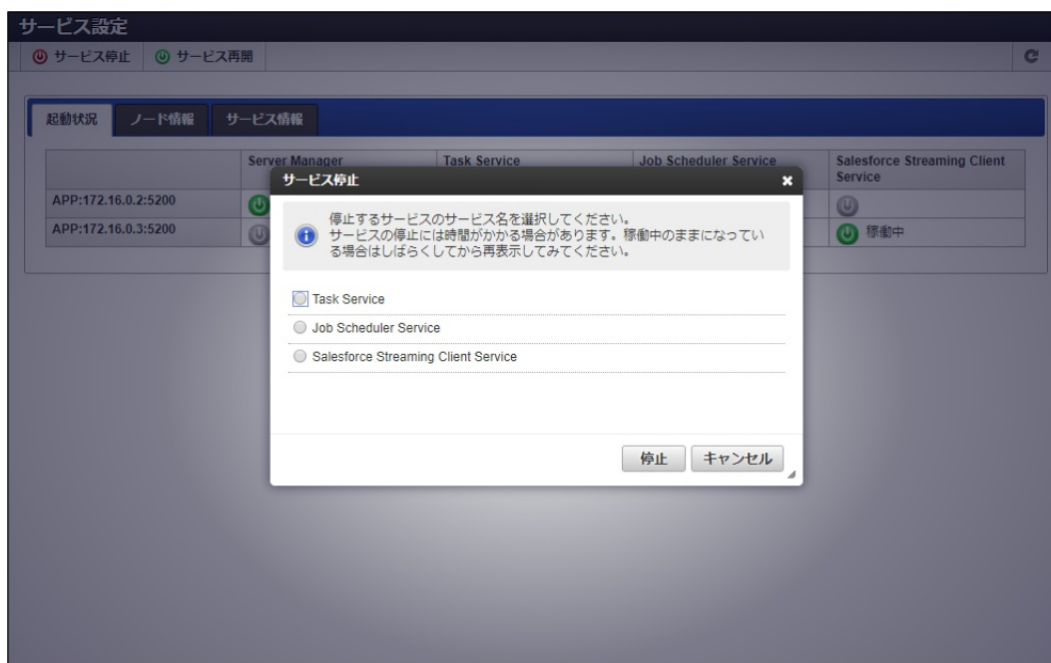 サービス設定
サービス停止 サービス再開
起動状況 ノード情報 サービス情報
Server Manager Task Service Job Scheduler Service Salesforce Streaming Client
Service
サービス停止
APP:172.16.0.2:5200
停止するサービスのサービス名を選択してください。
APP:172.16.0.3:5200 サービスの停止には時間がかかる場合があります。稼働中のままになってい 稼働中
る場合はしばらくしてから再表示してみてください。
Task Service
Job Scheduler Service
Salesforce Streaming Client Service
停止 キャンセル